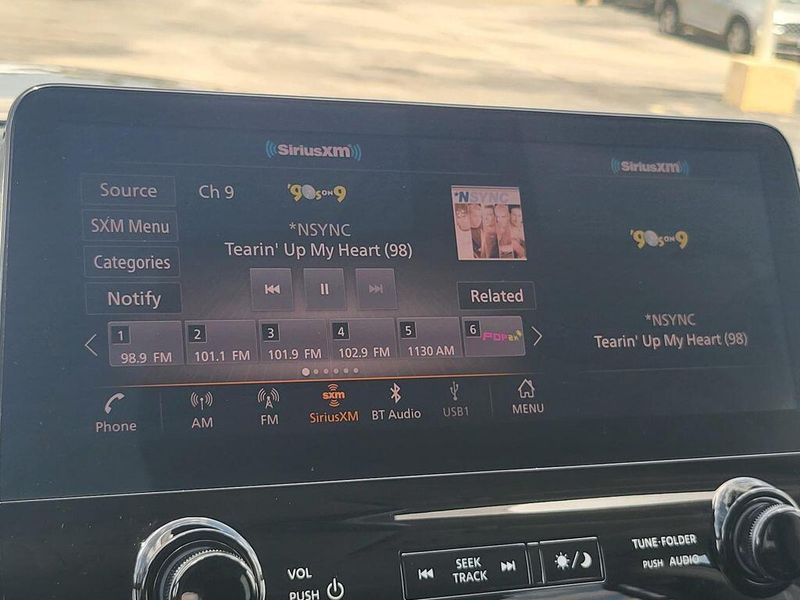 SiriusXM
SiriusXM
Source
Ch 9
'90s ON 9
*NSYNC
SXM Menu
*NSYNC
Tearin' Up My Heart (98)
Categories
'90s ON 9
Notify
Related
1
98.9 FM
2
101.1 FM
3
101.9 FM
4
102.9 FM
5
1130 AM
6
POP2K
*NSYNC
Tearin' Up My Heart (98)
Phone
AM
FM
sxm
SiriusXM
BT Audio
USB1
MENU
VOL
PUSH
SEEK
TRACK
TUNE·FOLDER
PUSH AUDIO